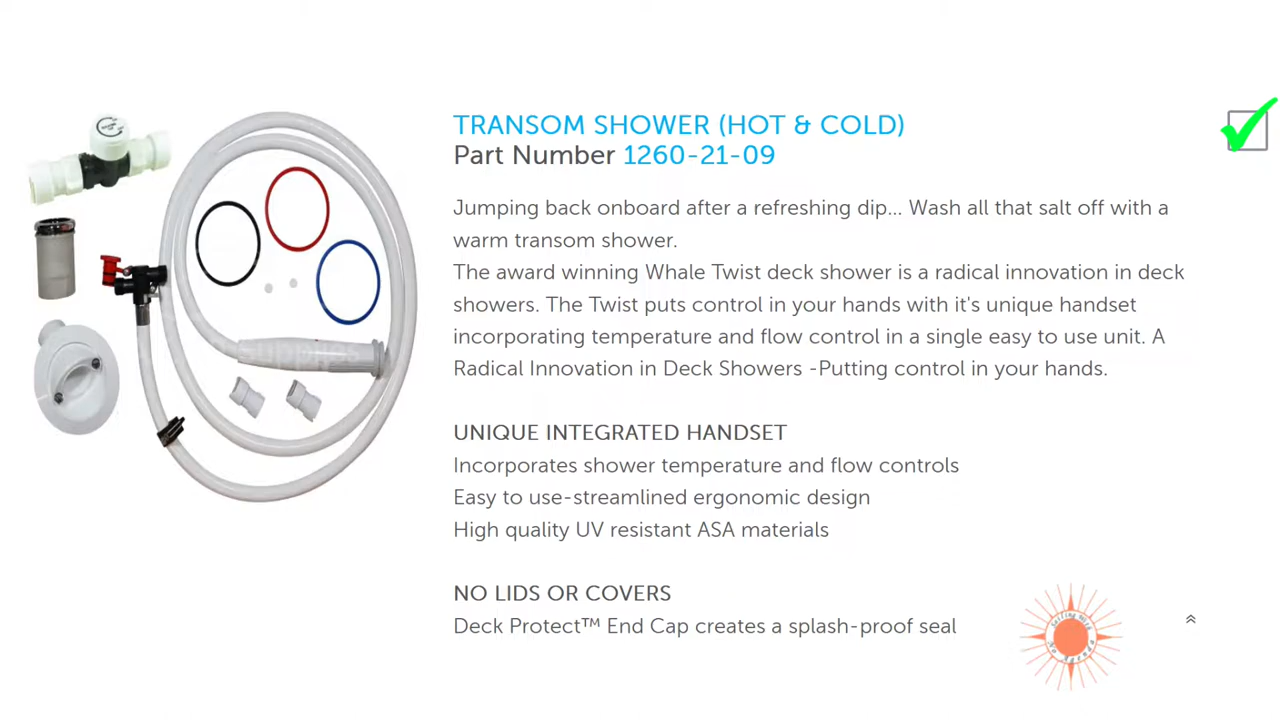 TRANSOM SHOWER (HOT & COLD)
Part Number 1260-21-09
Jumping back onboard after a refreshing dip... Wash all that salt off with a
warm transom shower.
The award winning Whale Twist deck shower is a radical innovation in deck
showers. The Twist puts control in your hands with it's unique handset
incorporating temperature and flow control in a single easy to use unit. A
Radical Innovation in Deck Showers -Putting control in your hands.
UNIQUE INTEGRATED HANDSET
Incorporates shower temperature and flow controls
Easy to use-streamlined ergonomic design
High quality UV resistant ASA materials
NO LIDS OR COVERS
Deck Protect™ End Cap creates a splash-proof seal
supplies
Sailing With
No Agenda